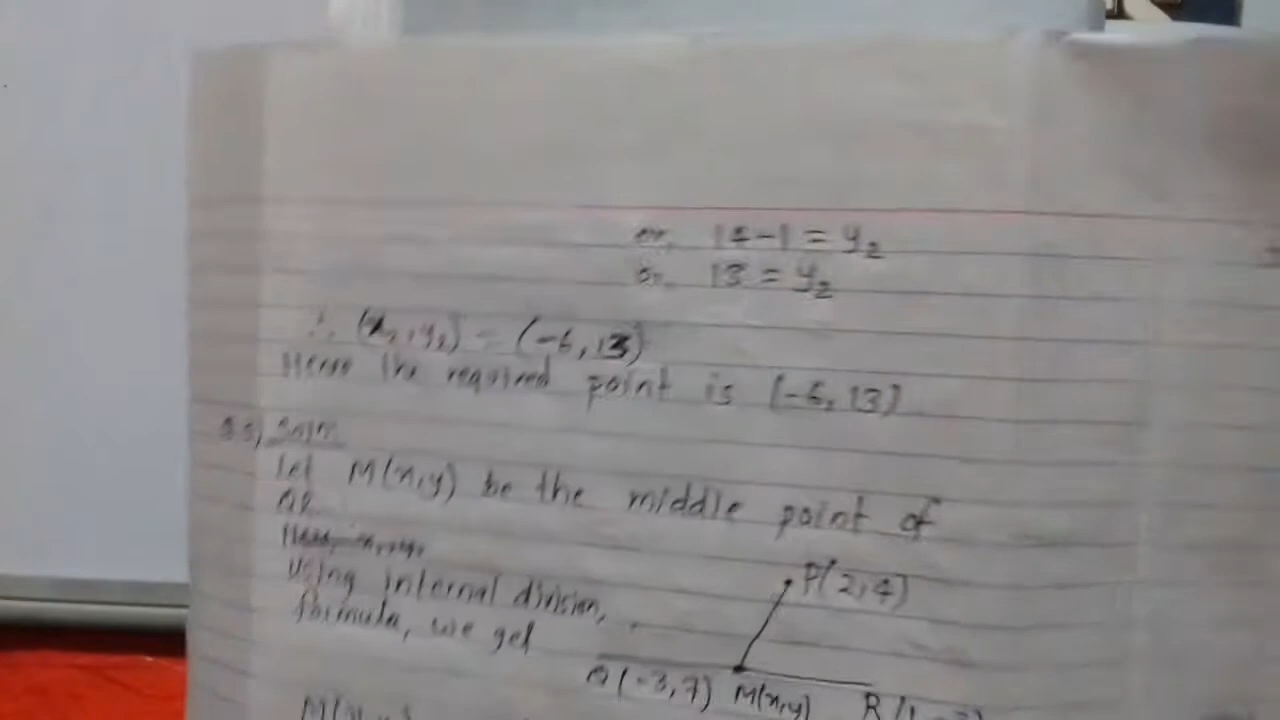 or, 14-1 = y₂
or, 13 = y₂
∴ (x₂, y₂) = (-6, 13)
Hence the required point is (-6, 13)
Soln
Let M(x,y) be the middle point of
QR
Using internal division,
formula, we get
P(2,4)
Q(-3,7) M(x,y) R